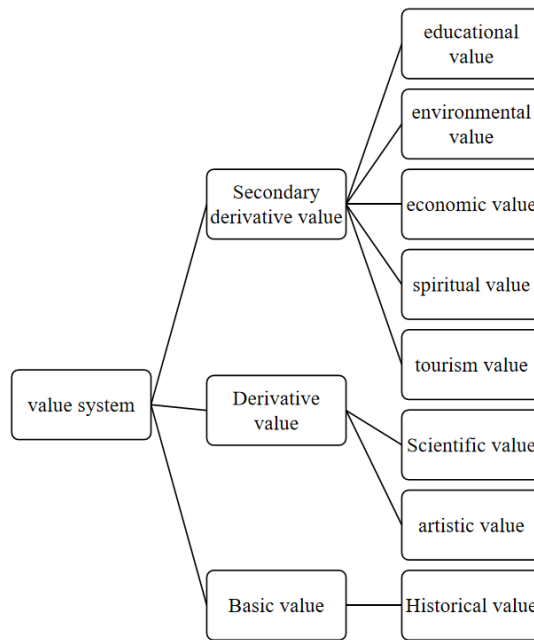 educational
value
environmental
value
Secondary
derivative value
economic value
spiritual value
tourism value
value system
Derivative
value
Scientific value
artistic value
Basic value
Historical value